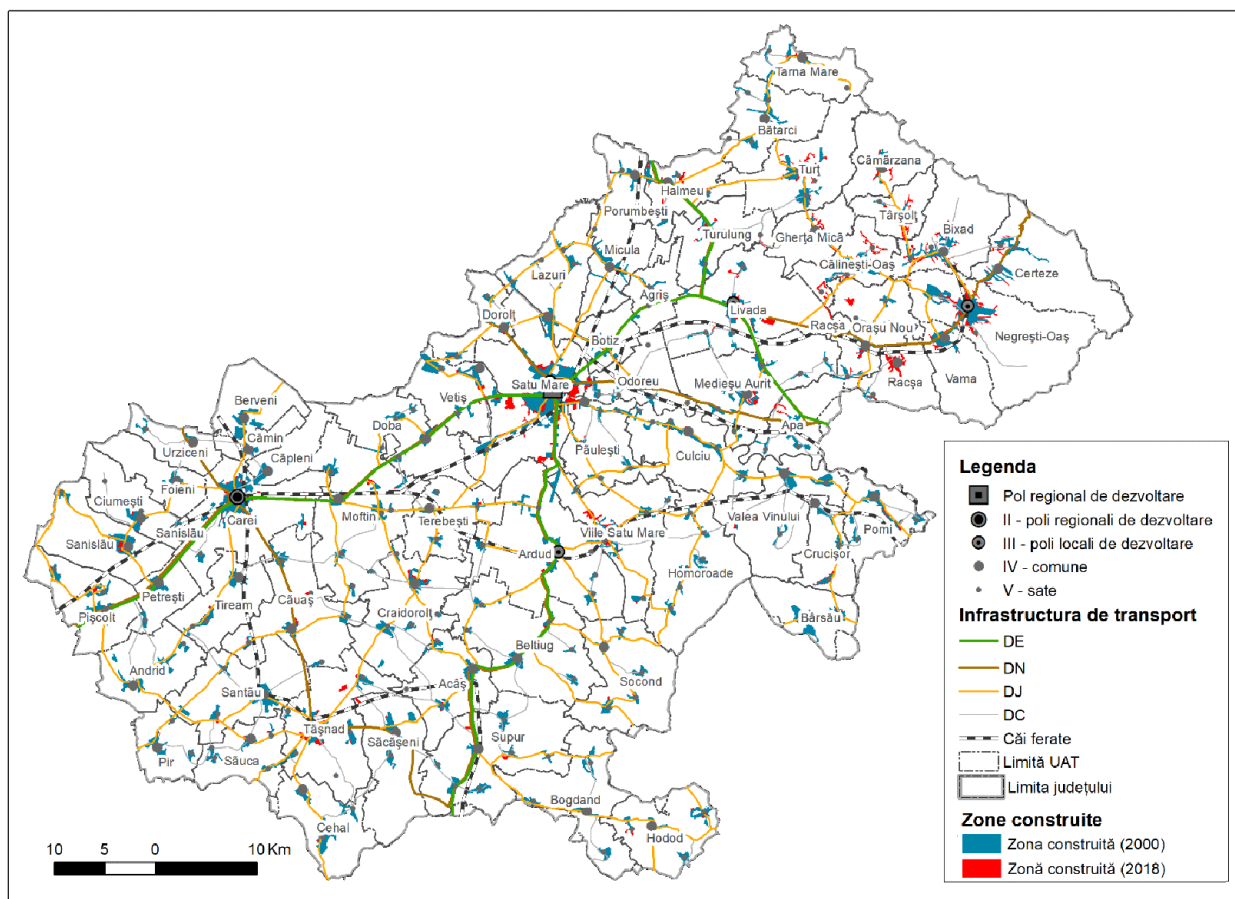 Tarna Mare
Bătarci
Turț
Cămărzana
Halmeu
Porumbești
Târșolț
Turulung
Gherța Mică
Bixad
Micula
Lazuri
Călinești-Oaș
Certeze
Agriș
Livada
Dorolț
Racșa
Orașu Nou
Negrești-Oaș
Botiz
Satu Mare
Odoreu
Medieșu Aurit
Racșa
Vama
Vetiș
Berveni
Doba
Apa
Cămin
Urziceni
Păulești
Culciu
Căpleni
Foieni
Ciumești
Carei
Moftin
Terebești
Valea Vinului
Pomi
Sanislău
Sanislău
Viile Satu Mare
Ardud
Crucișor
Homoroade
Petrești
Pișcolt
Tiream
Căuaș
Craidorolț
Bârsău
Beltiug
Andrid
Acâș
Socond
Santău
Tășnad
Săcășeni
Supur
Pir
Săuca
Bogdand
Cehal
Hodod
10 5 0 10 Km
Legenda
Pol regional de dezvoltare
II - poli regionali de dezvoltare
III - poli locali de dezvoltare
IV - comune
V - sate
Infrastructura de transport
DE
DN
DJ
DC
Căi ferate
Limită UAT
Limita județului
Zone construite
Zona construită (2000)
Zonă construită (2018)